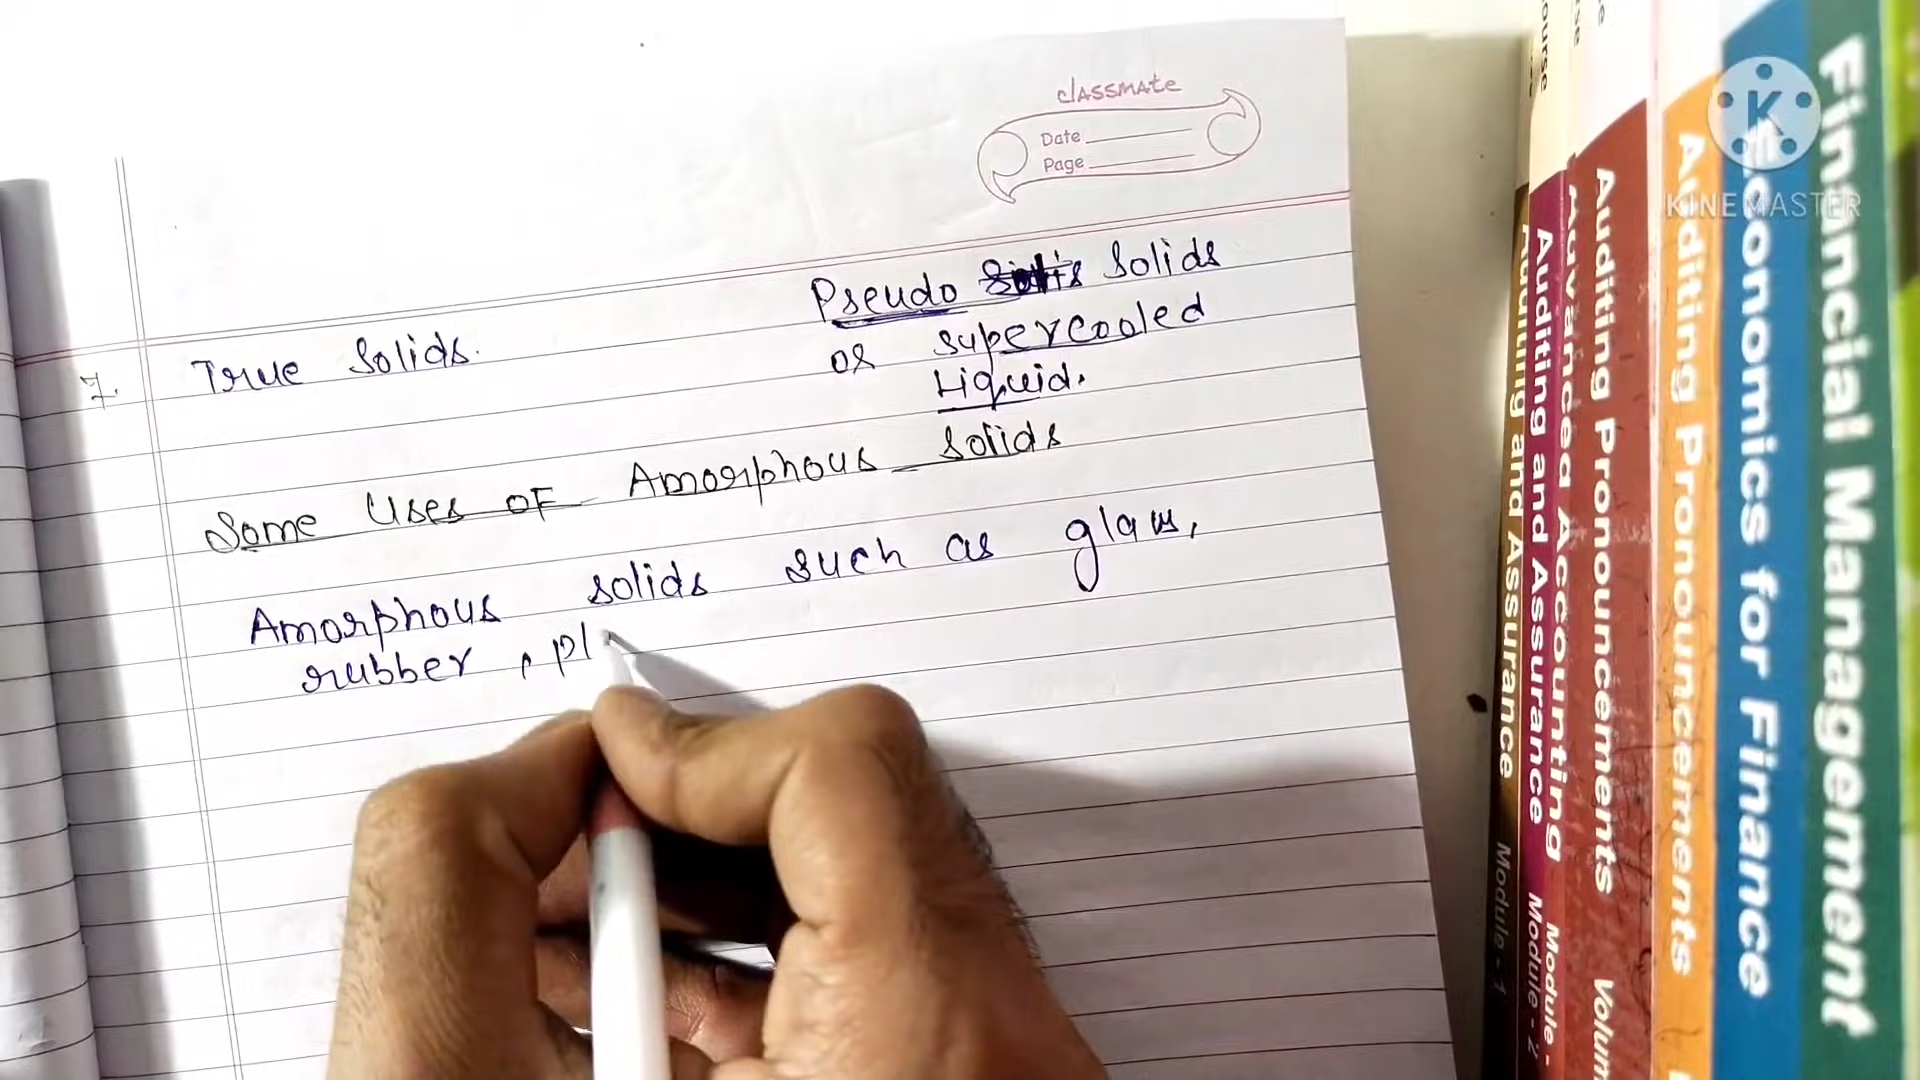 classmate
Date
Page
Pseudo Solids
7. True Solids.
or supercooled
Liquid.
Some Uses OF Amorphous Solids
Amorphous solids such as glass,
rubber, pl
K
KINEMASTER
Auditing and Assurance Module - 1
Auditing and Assurance Module - 2
Advanced Accounting Module -
Auditing Pronouncements
Auditing Pronouncements
Economics for Finance
Financial Management